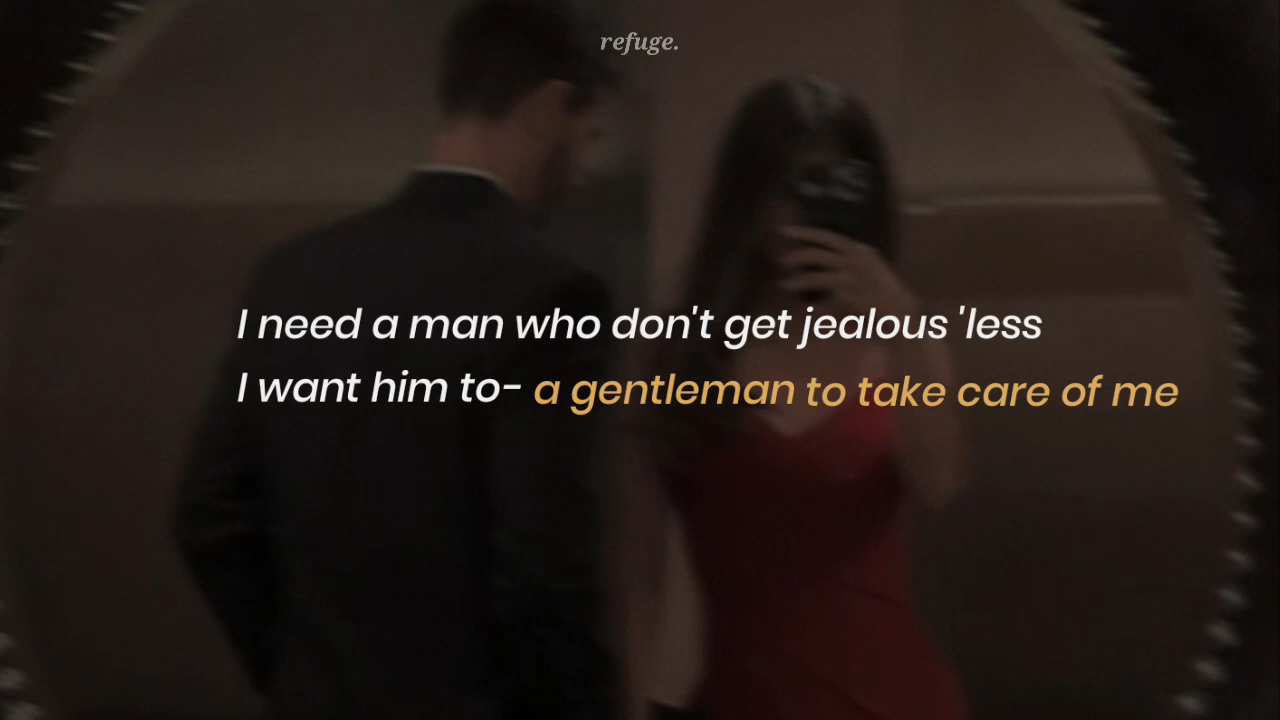 refuge.
I need a man who don't get jealous 'less
I want him to- a gentleman to take care of me